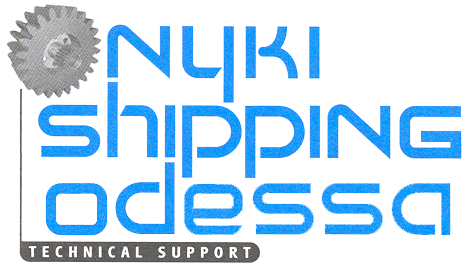 NYKI
shippING
odessa
TECHNICAL SUPPORT